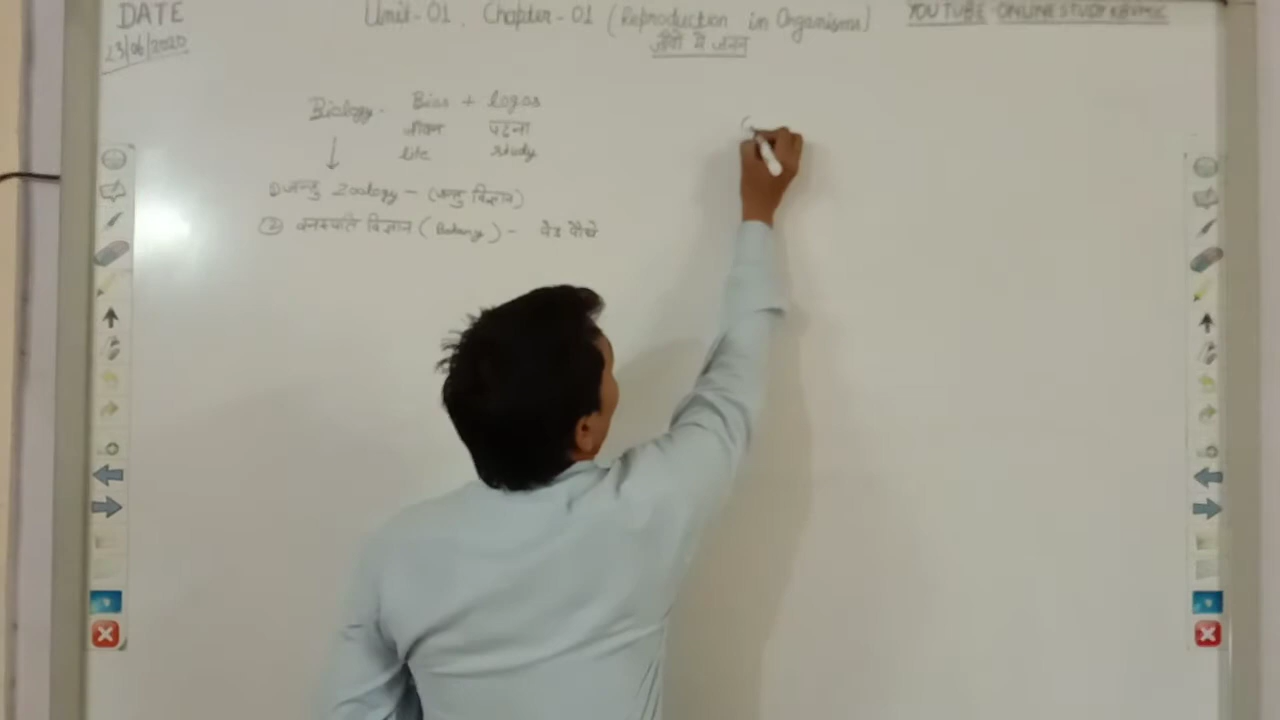 DATE
23/06/2020
Unit-01. Chapter-01 (Reproduction in Organisms)
जीवों में जनन
YOUTUBE ONLINE STUDY
Biology- Bios + logos
जीवन पढ़ना
life study
① जन्तु Zoology - (जन्तु विज्ञान)
② वनस्पति विज्ञान (Botany) - पेड़ पौधे